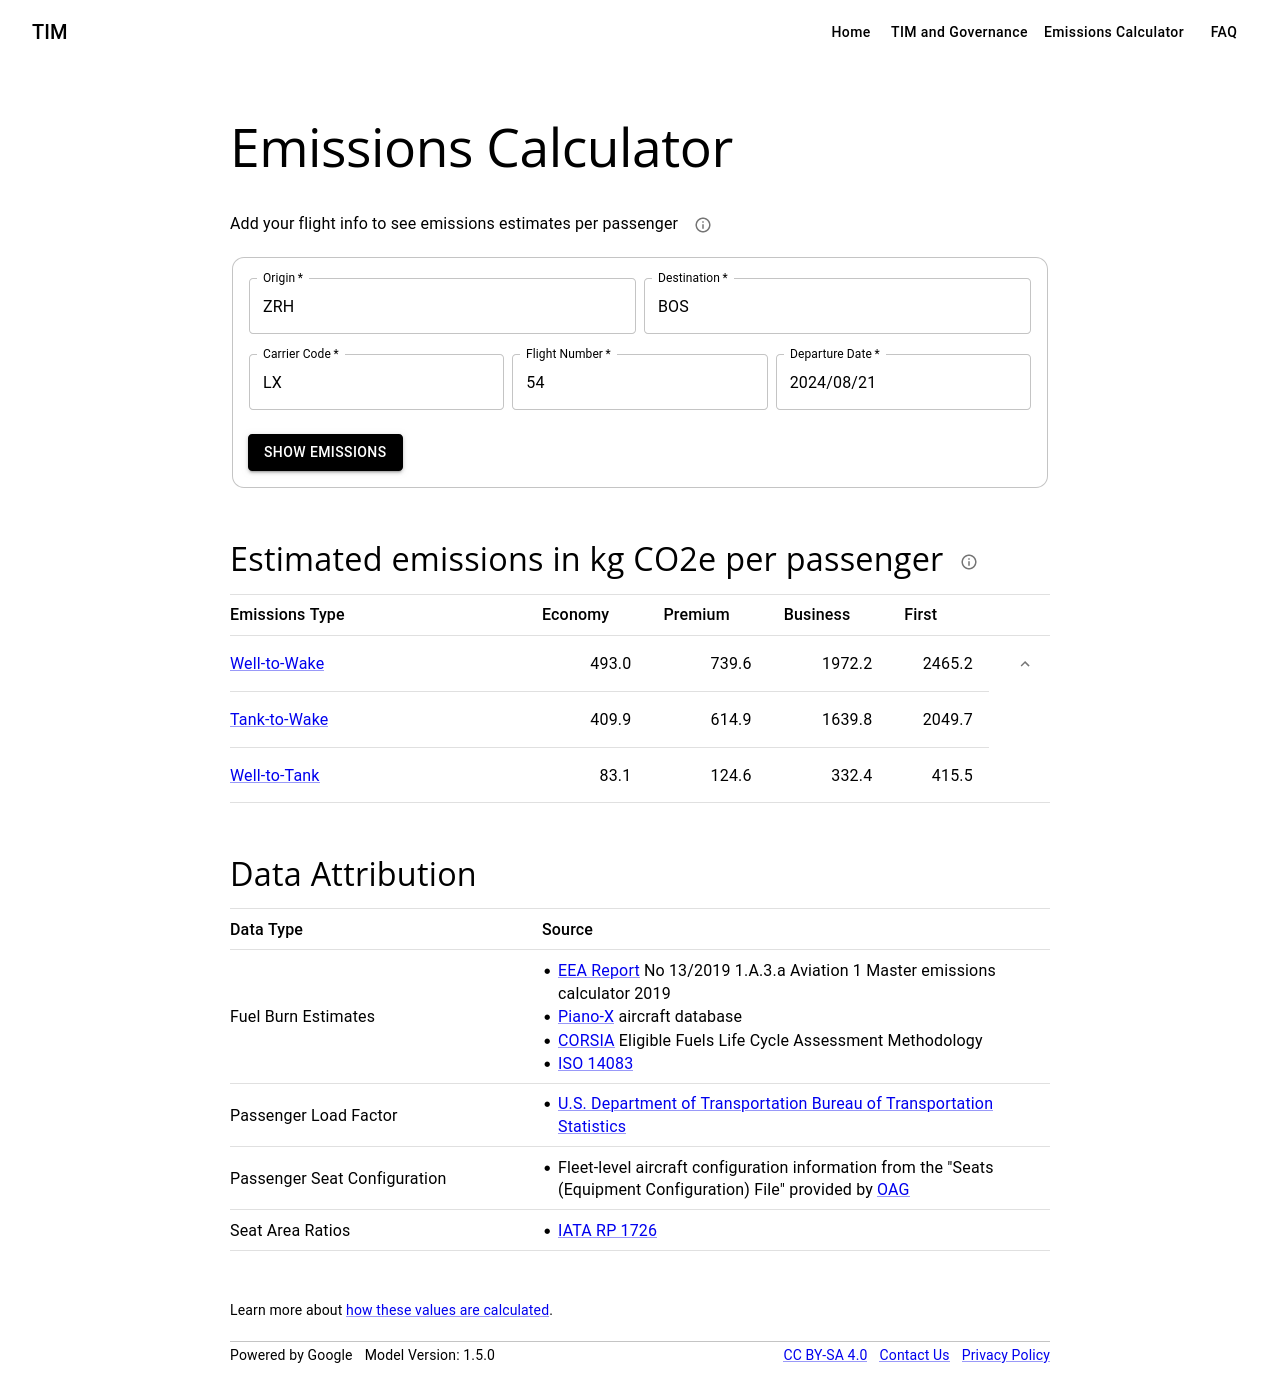 TIM
Home TIM and Governance Emissions Calculator FAQ
Emissions Calculator
Add your flight info to see emissions estimates per passenger
Origin * Destination *
ZRH BOS
Carrier Code * Flight Number * Departure Date *
LX 54 2024/08/21
SHOW EMISSIONS
Estimated emissions in kg CO2e per passenger
Emissions Type Economy Premium Business First
Well-to-Wake 493.0 739.6 1972.2 2465.2
Tank-to-Wake 409.9 614.9 1639.8 2049.7
Well-to-Tank 83.1 124.6 332.4 415.5
Data Attribution
Data Type Source
Fuel Burn Estimates
• EEA Report No 13/2019 1.A.3.a Aviation 1 Master emissions
calculator 2019
• Piano-X aircraft database
• CORSIA Eligible Fuels Life Cycle Assessment Methodology
• ISO 14083
Passenger Load Factor
• U.S. Department of Transportation Bureau of Transportation
Statistics
Passenger Seat Configuration
• Fleet-level aircraft configuration information from the "Seats
(Equipment Configuration) File" provided by OAG
Seat Area Ratios
• IATA RP 1726
Learn more about how these values are calculated.
Powered by Google Model Version: 1.5.0 CC BY-SA 4.0 Contact Us Privacy Policy